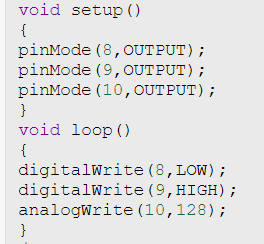 void setup()
{
pinMode(8,OUTPUT);
pinMode(9,OUTPUT);
pinMode(10,OUTPUT);
}
void loop()
{
digitalWrite(8,LOW);
digitalWrite(9,HIGH);
analogWrite(10,128);
}